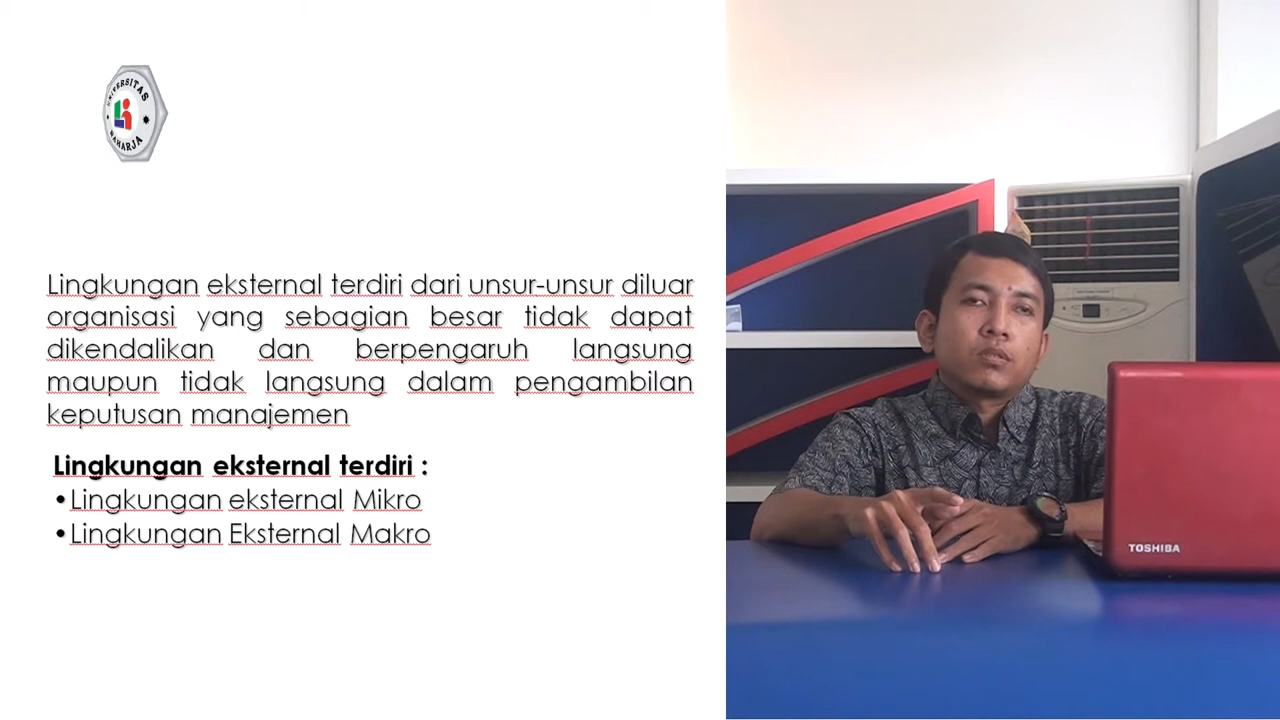 UNIVERSITAS
RAHARJA
Lingkungan eksternal terdiri dari unsur-unsur diluar
organisasi yang sebagian besar tidak dapat
dikendalikan dan berpengaruh langsung
maupun tidak langsung dalam pengambilan
keputusan manajemen
Lingkungan eksternal terdiri :
•Lingkungan eksternal Mikro
•Lingkungan Eksternal Makro
TOSHIBA